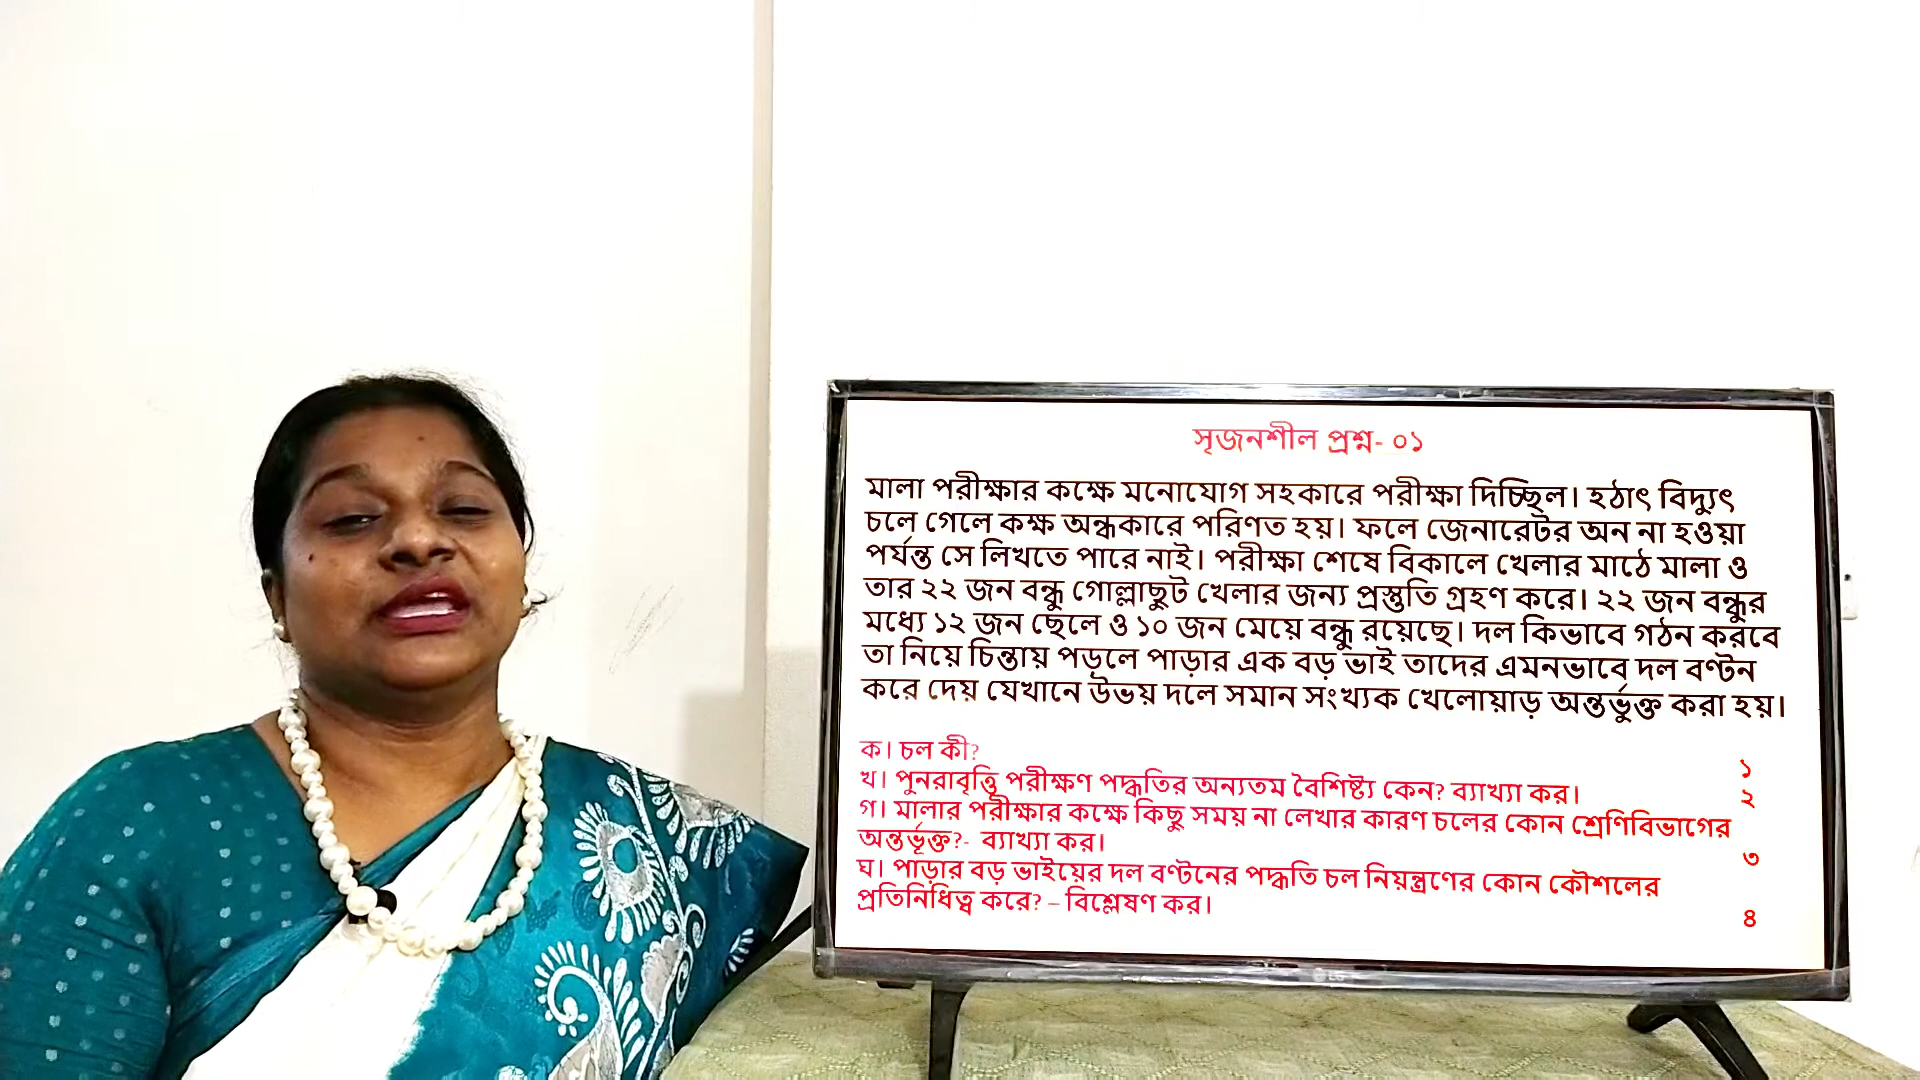 সৃজনশীল প্রশ্ন- ০১
মালা পরীক্ষার কক্ষে মনোযোগ সহকারে পরীক্ষা দিচ্ছিল। হঠাৎ বিদ্যুৎ
চলে গেলে কক্ষ অন্ধকারে পরিণত হয়। ফলে জেনারেটর অন না হওয়া
পর্যন্ত সে লিখতে পারে নাই। পরীক্ষা শেষে বিকালে খেলার মাঠে মালা ও
তার ২২ জন বন্ধু গোল্লাছুট খেলার জন্য প্রস্তুতি গ্রহণ করে। ২২ জন বন্ধুর
মধ্যে ১২ জন ছেলে ও ১০ জন মেয়ে বন্ধু রয়েছে। দল কিভাবে গঠন করবে
তা নিয়ে চিন্তায় পড়লে পাড়ার এক বড় ভাই তাদের এমনভাবে দল বণ্টন
করে দেয় যেখানে উভয় দলে সমান সংখ্যক খেলোয়াড় অন্তর্ভুক্ত করা হয়।
ক। চল কী? ১
খ। পুনরাবৃত্তি পরীক্ষণ পদ্ধতির অন্যতম বৈশিষ্ট্য কেন? ব্যাখ্যা কর। ২
গ। মালার পরীক্ষার কক্ষে কিছু সময় না লেখার কারণ চলের কোন শ্রেণিবিভাগের
অন্তর্ভূক্ত?- ব্যাখ্যা কর। ৩
ঘ। পাড়ার বড় ভাইয়ের দল বণ্টনের পদ্ধতি চল নিয়ন্ত্রণের কোন কৌশলের
প্রতিনিধিত্ব করে? – বিশ্লেষণ কর। ৪
LG